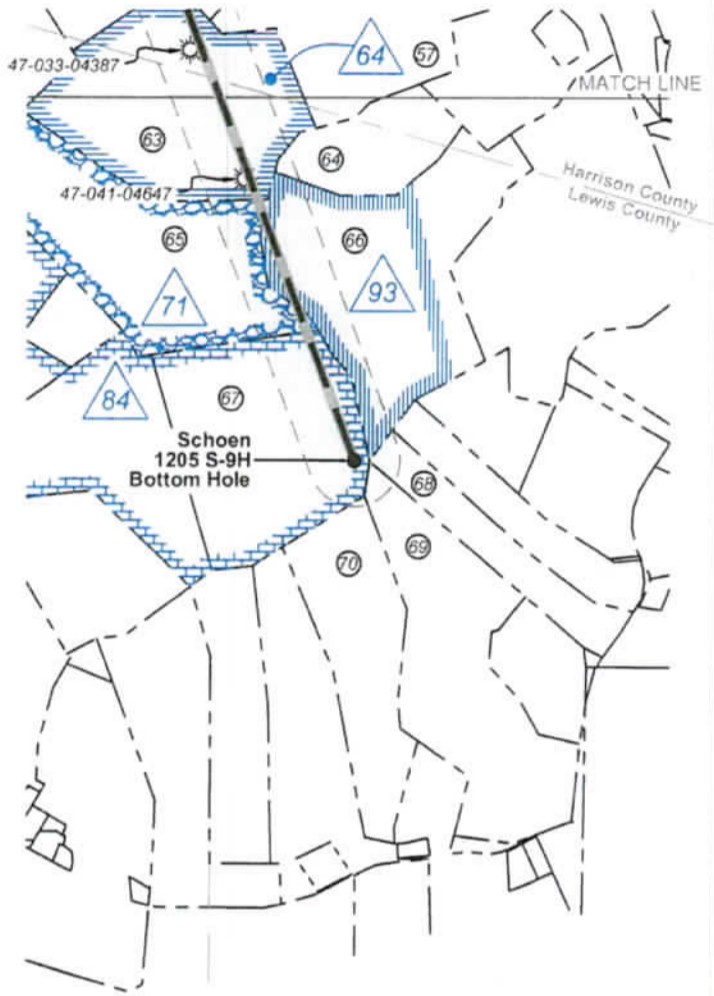 47-033-04387
64
57
MATCH LINE
63
64
47-041-04647
Harrison County
Lewis County
65
66
71
93
84
67
Schoen
1205 S-9H
Bottom Hole
68
69
70